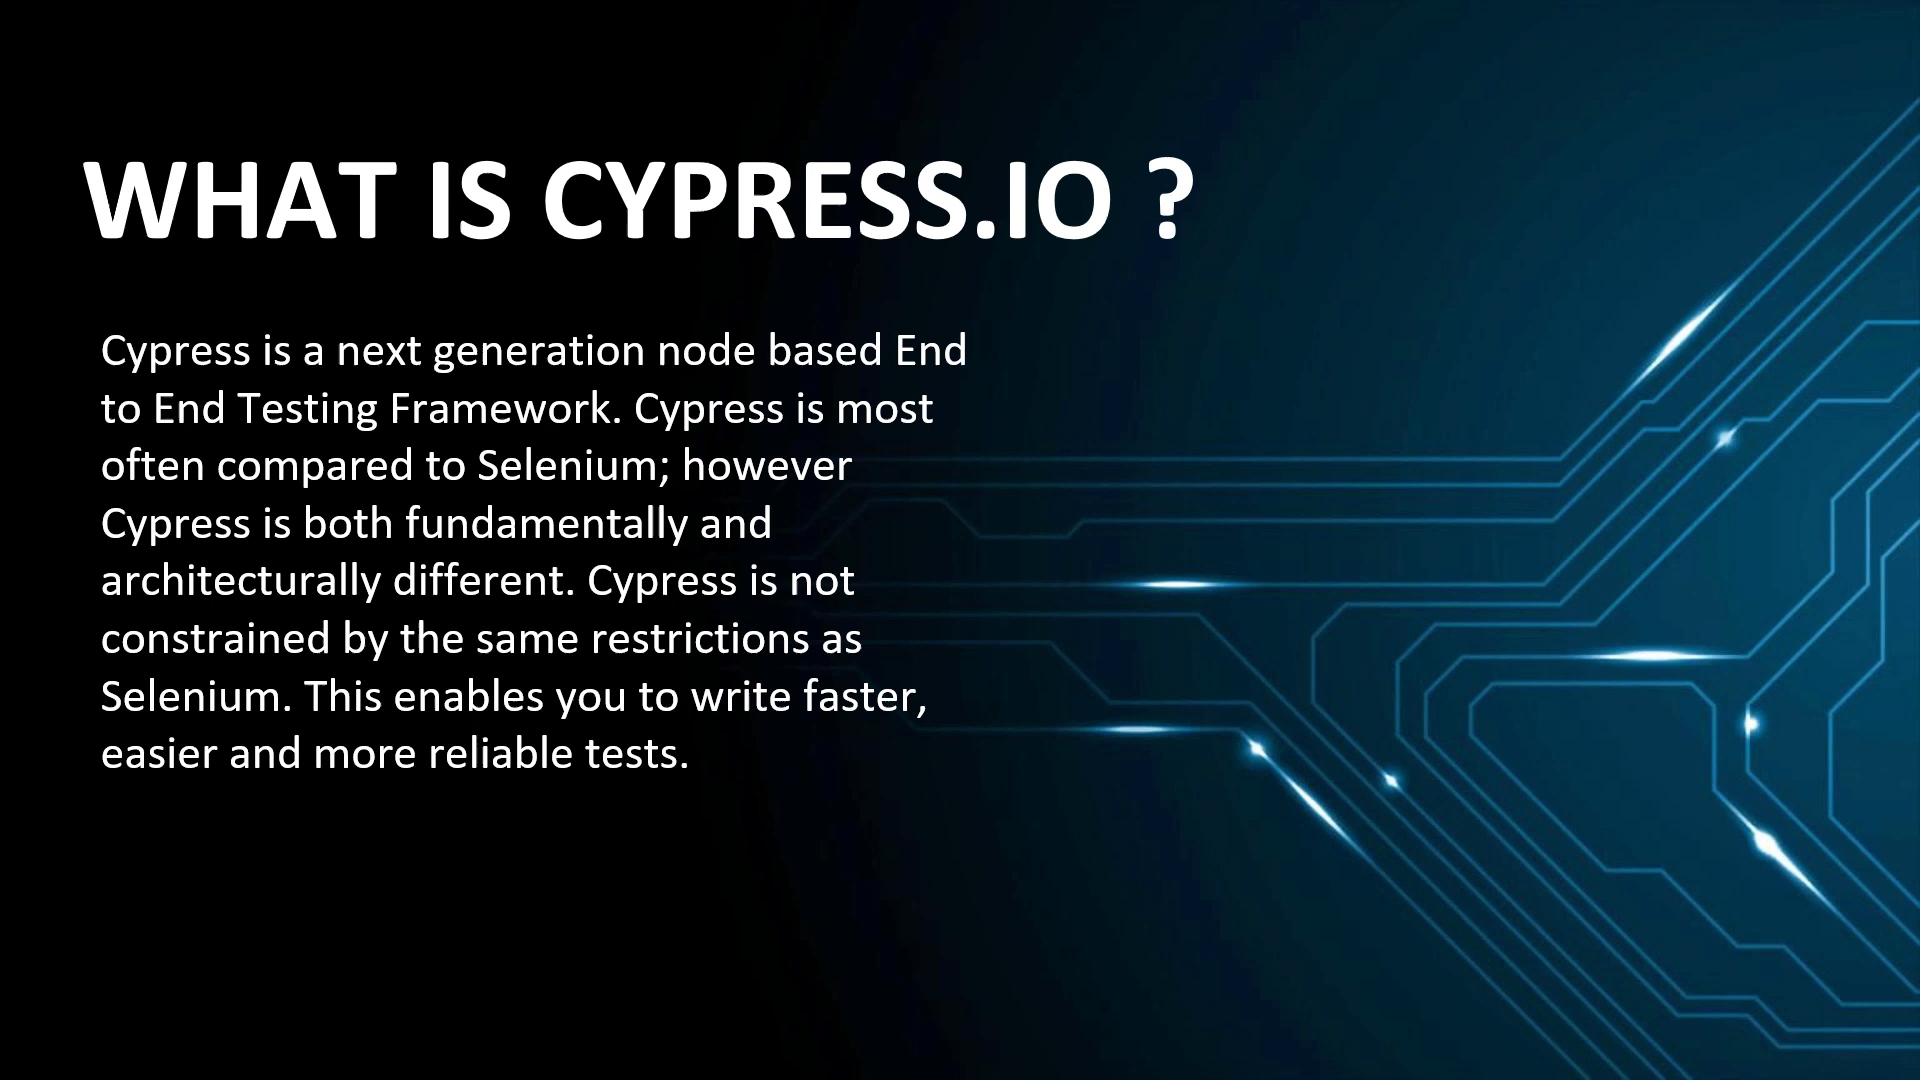 WHAT IS CYPRESS.IO ?
Cypress is a next generation node based End
to End Testing Framework. Cypress is most
often compared to Selenium; however
Cypress is both fundamentally and
architecturally different. Cypress is not
constrained by the same restrictions as
Selenium. This enables you to write faster,
easier and more reliable tests.